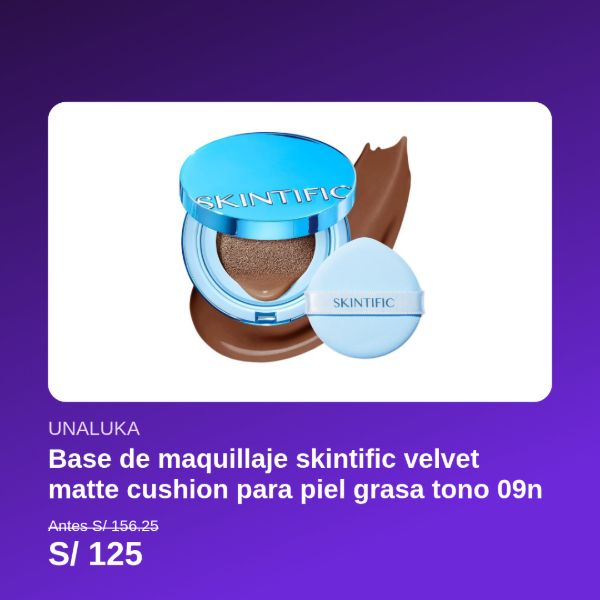 SKINTIFIC
SKINTIFIC
UNALUKA
Base de maquillaje skintific velvet
matte cushion para piel grasa tono 09n
Antes S/ 156.25
S/ 125